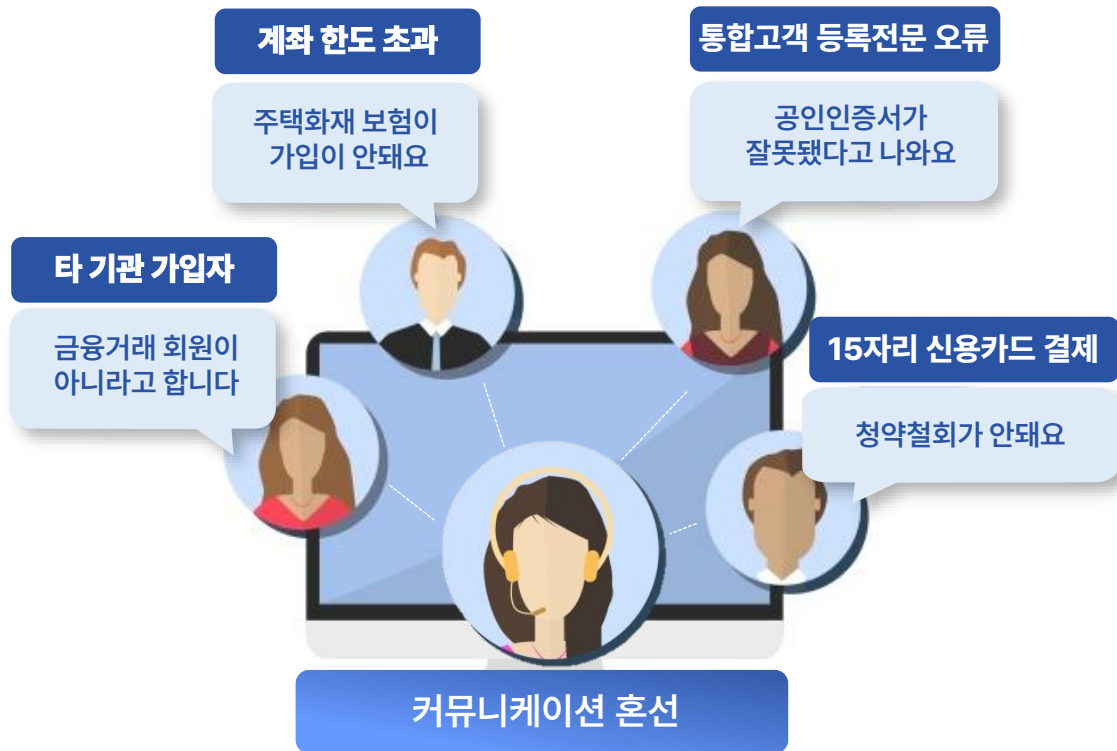 계좌 한도 초과
주택화재 보험이
가입이 안돼요
통합고객 등록전문 오류
공인인증서가
잘못됐다고 나와요
타 기관 가입자
금융거래 회원이
아니라고 합니다
15자리 신용카드 결제
청약철회가 안돼요
커뮤니케이션 혼선